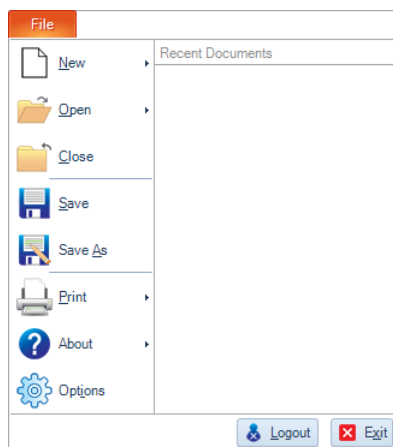 File
Recent Documents
New
Open
Close
Save
Save As
Print
About
Options
Logout
Exit